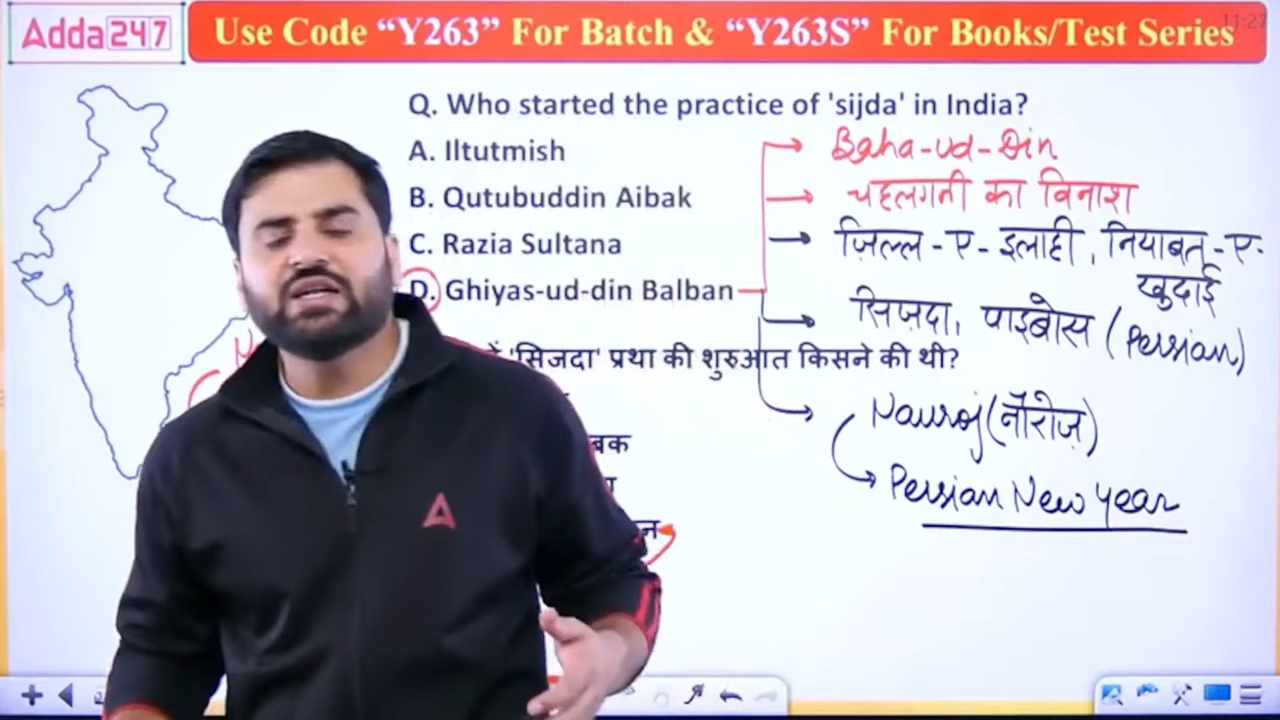 Adda247
Use Code “Y263” For Batch & “Y263S” For Books/Test Series
11:27
Q. Who started the practice of 'sijda' in India?
A. Iltutmish
B. Qutubuddin Aibak
C. Razia Sultana
D. Ghiyas-ud-din Balban
Baha-ud-Din
चहलगनी का विनाश
ज़िल्ल-ए-इलाही, नियाबत-ए-
खुदाई
सिज़दा, पाइबोस (Persian)
'सिजदा' प्रथा की शुरुआत किसने की थी?
Nauroj (नौरोज़)
Persian New Year